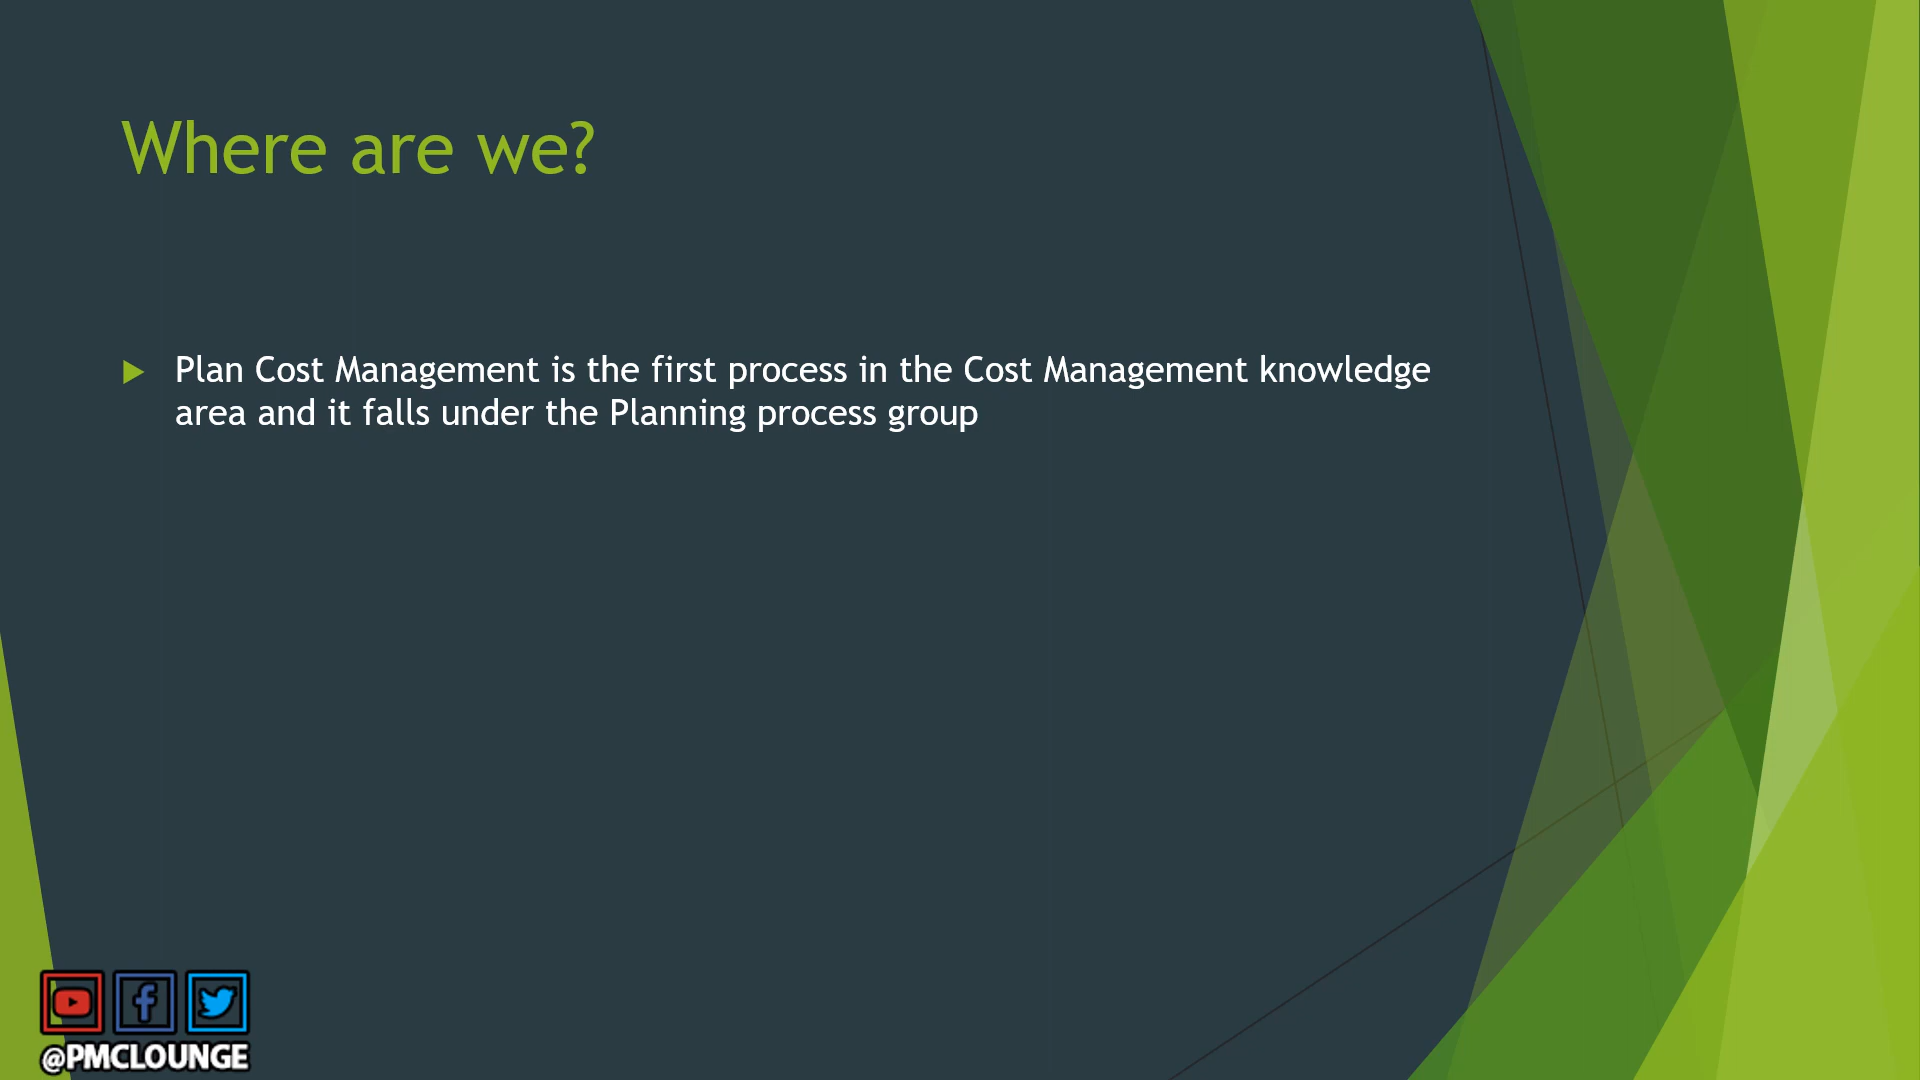 Where are we?
Plan Cost Management is the first process in the Cost Management knowledge
area and it falls under the Planning process group
@PMCLOUNGE